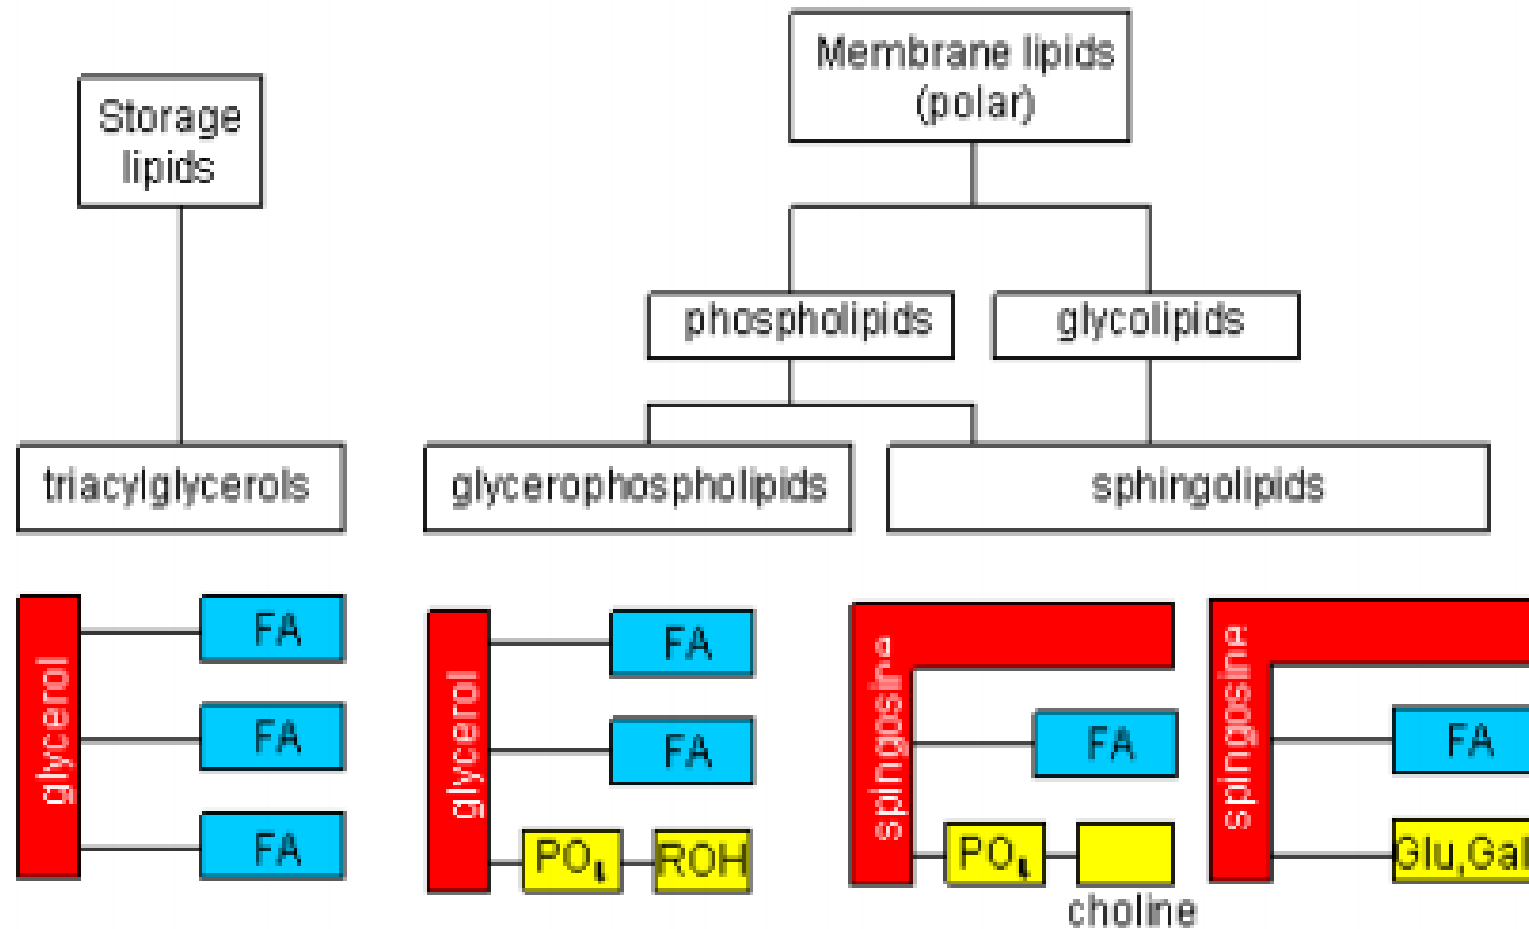 Membrane lipids
(polar)
Storage
lipids
phospholipids
glycolipids
triacylglycerols
glycerophospholipids
sphingolipids
glycerol
FA
FA
FA
glycerol
FA
FA
PO₄
ROH
spingosine
FA
PO₄
choline
spingosine
FA
Glu,Gal